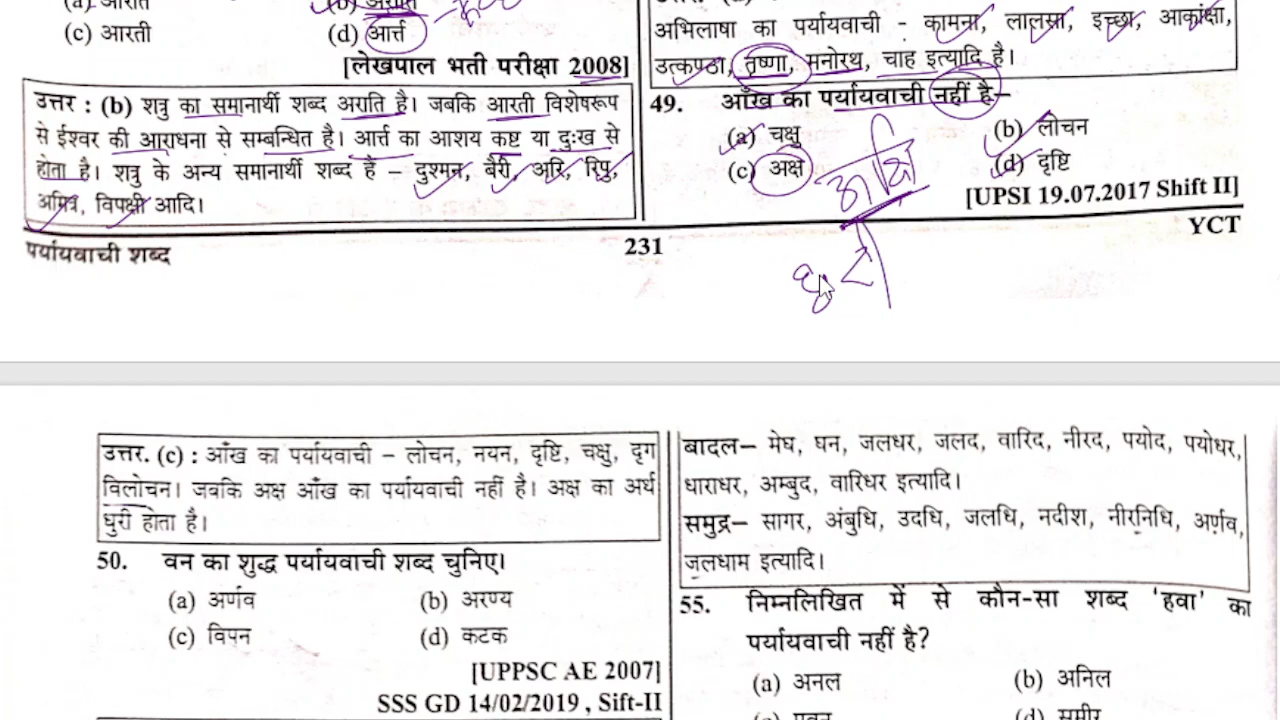 (a) आराति
(b) अराति
(c) आरती
(d) आर्त्त
[लेखपाल भर्ती परीक्षा 2008]
उत्तर : (b) शत्रु का समानार्थी शब्द अराति है। जबकि आरती विशेषरूप
से ईश्वर की आराधना से सम्बन्धित है। आर्त्त का आशय कष्ट या दुःख से
होता है। शत्रु के अन्य समानार्थी शब्द हैं – दुश्मन, बैरी, अरि, रिपु,
अमित्र, विपक्षी आदि।
पर्यायवाची शब्द
अभिलाषा का पर्यायवाची - कामना, लालसा, इच्छा, आकांक्षा,
उत्कण्ठा, तृष्णा, मनोरथ, चाह इत्यादि है।
49. आँख का पर्यायवाची नहीं है–
(a) चक्षु
(b) लोचन
(c) अक्ष
(d) दृष्टि
अक्षि
[UPSI 19.07.2017 Shift II]
231
YCT
धुरी
उत्तर. (c) : आँख का पर्यायवाची – लोचन, नयन, दृष्टि, चक्षु, दृग
विलोचन। जबकि अक्ष आँख का पर्यायवाची नहीं है। अक्ष का अर्थ
धुरी होता है।
50. वन का शुद्ध पर्यायवाची शब्द चुनिए।
(a) अर्णव
(b) अरण्य
(c) विपन
(d) कटक
[UPPSC AE 2007]
SSS GD 14/02/2019 , Sift-II
बादल– मेघ, घन, जलधर, जलद, वारिद, नीरद, पयोद, पयोधर,
धाराधर, अम्बुद, वारिधर इत्यादि।
समुद्र– सागर, अंबुधि, उदधि, जलधि, नदीश, नीरनिधि, अर्णव,
जलधाम इत्यादि।
55. निम्नलिखित में से कौन-सा शब्द 'हवा' का
पर्यायवाची नहीं है?
(a) अनल
(b) अनिल
(c) पवन
(d) समीर